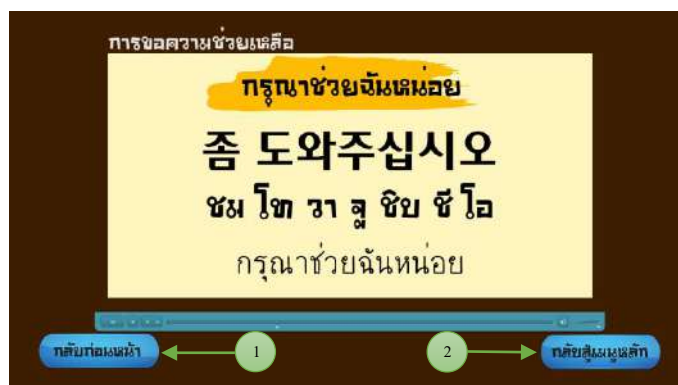 การขอความช่วยเหลือ
กรุณาช่วยฉันหน่อย
좀 도와주십시오
ชม โท วา จู ชิบ ชี โอ
กรุณาช่วยฉันหน่อย
กลับก่อนหน้า 1 2 กลับสู่เมนูหลัก